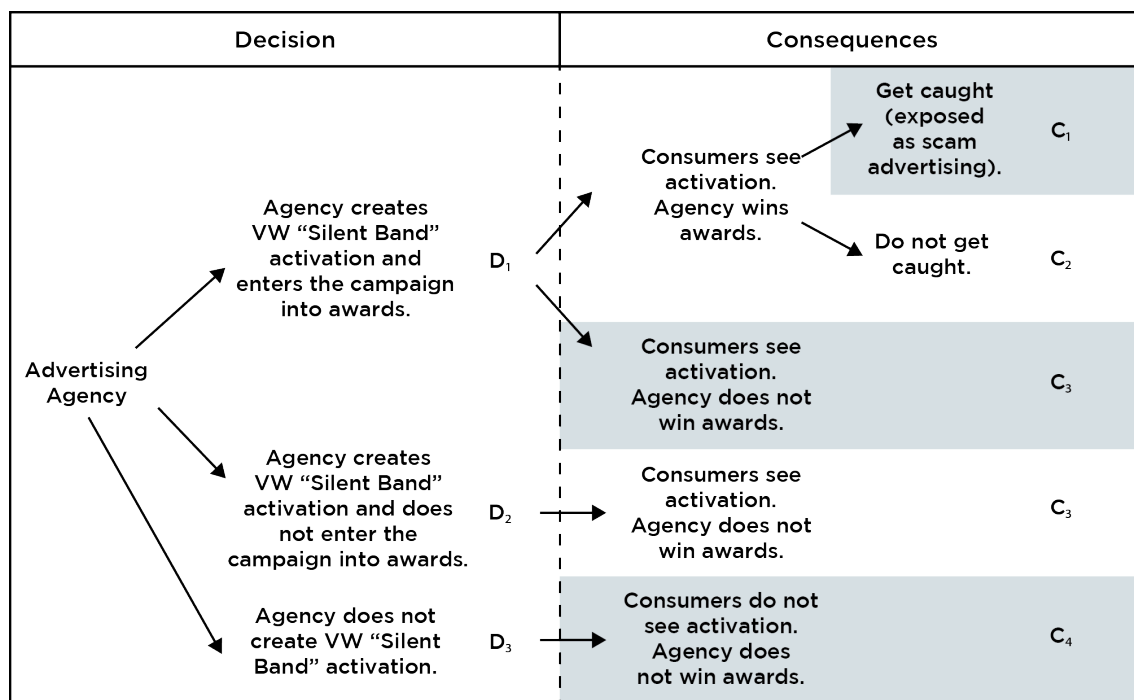 Decision
Consequences
Advertising
Agency
Agency creates
VW “Silent Band”
activation and
enters the campaign
into awards.
D₁
Consumers see
activation.
Agency wins
awards.
Get caught
(exposed
as scam
advertising).
C₁
Do not get
caught.
C₂
Consumers see
activation.
Agency does not
win awards.
C₃
Agency creates
VW “Silent Band”
activation and does
not enter the
campaign into awards.
D₂
Consumers see
activation.
Agency does not
win awards.
C₃
Agency does not
create VW “Silent
Band” activation.
D₃
Consumers do not
see activation.
Agency does
not win awards.
C₄